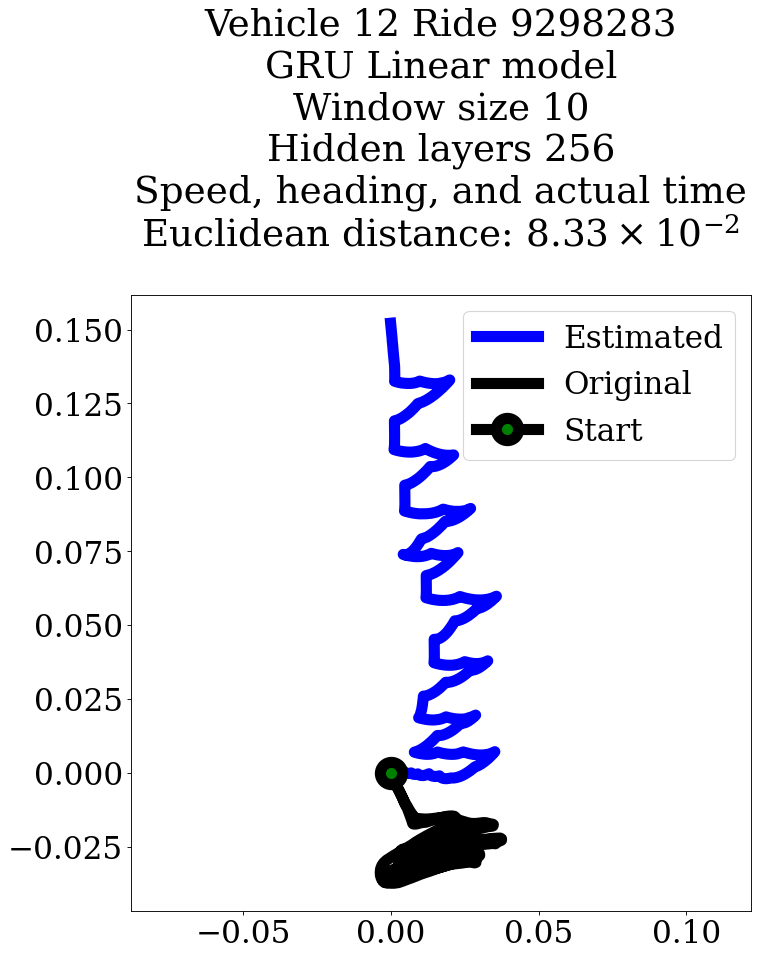 Vehicle 12 Ride 9298283
GRU Linear model
Window size 10
Hidden layers 256
Speed, heading, and actual time
Euclidean distance: 8.33 × 10⁻²
Estimated
Original
Start
0.150
0.125
0.100
0.075
0.050
0.025
0.000
−0.025
−0.05 0.00 0.05 0.10